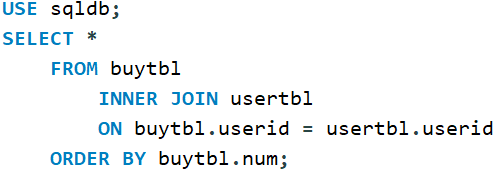 USE sqldb;
SELECT *
FROM buytbl
INNER JOIN usertbl
ON buytbl.userid = usertbl.userid
ORDER BY buytbl.num;